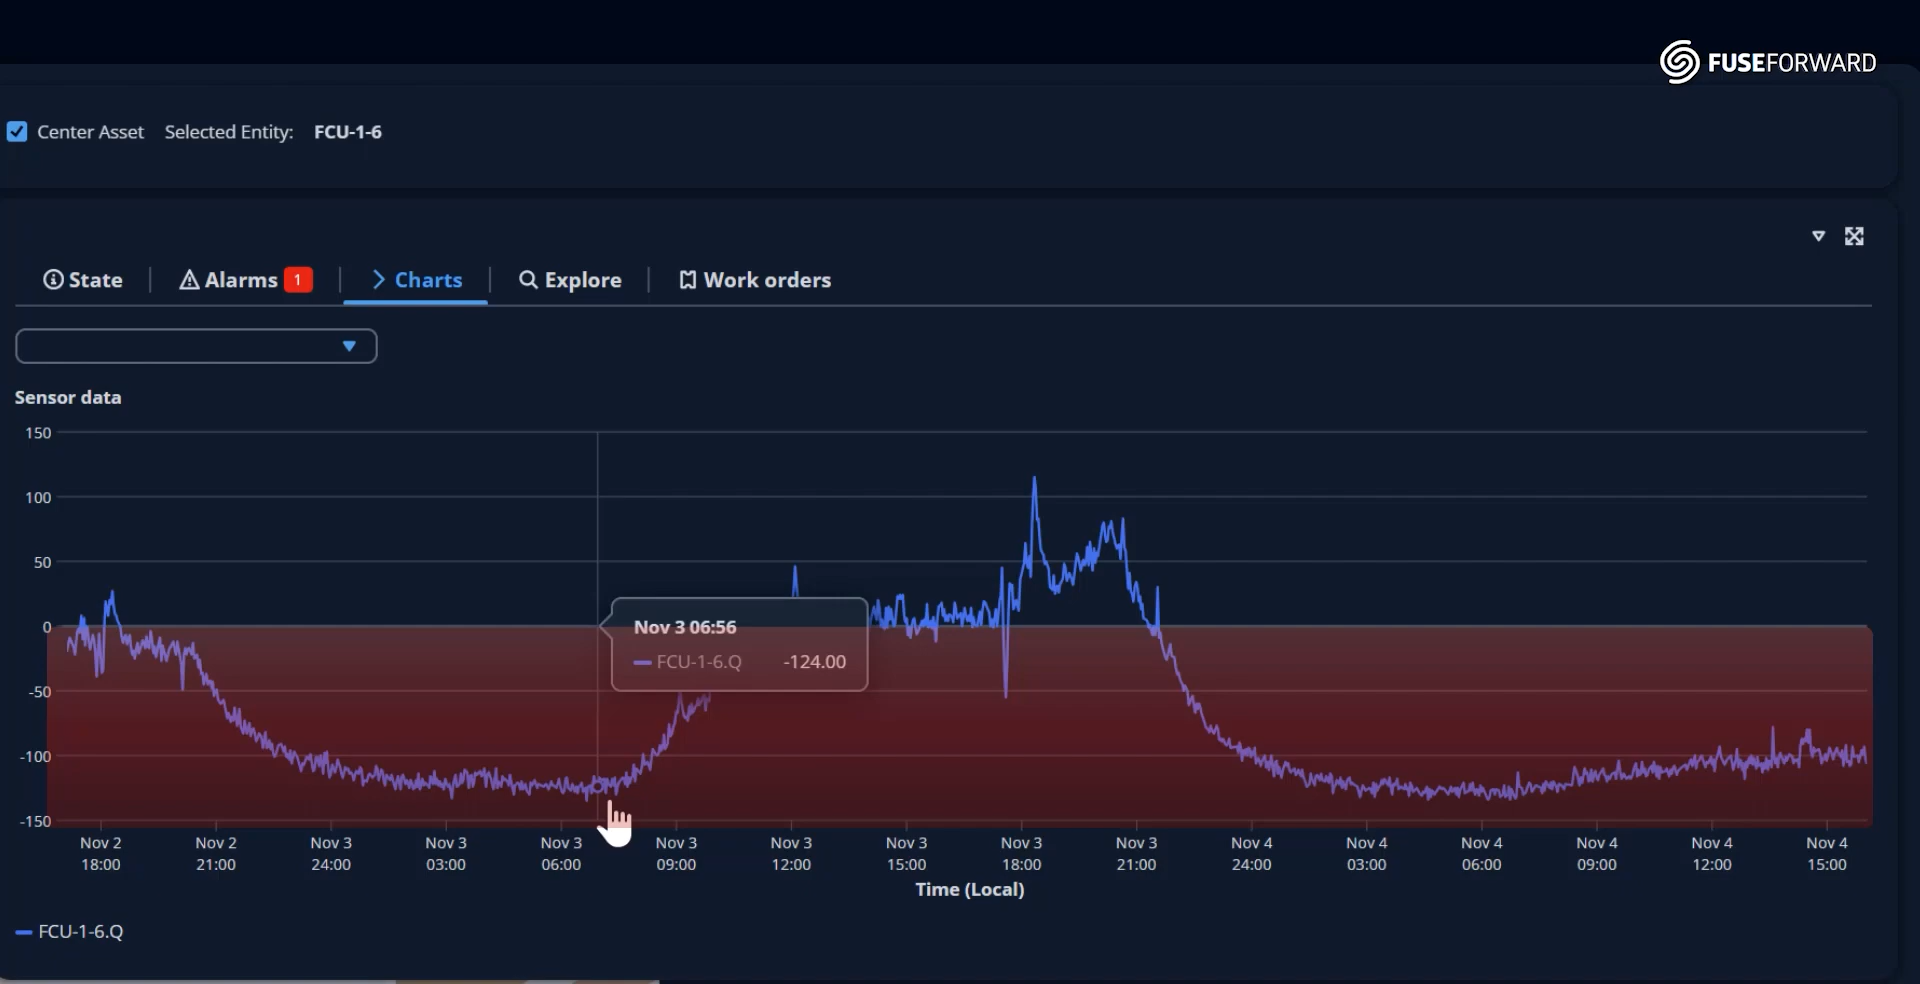 FUSEFORWARD
Center Asset Selected Entity: FCU-1-6
State Alarms 1 Charts Explore Work orders
Sensor data
150
100
50
0
-50
-100
-150
Nov 3 06:56
FCU-1-6.Q -124.00
Nov 2 Nov 2 Nov 3 Nov 3 Nov 3 Nov 3 Nov 3 Nov 3 Nov 3 Nov 3 Nov 4 Nov 4 Nov 4 Nov 4 Nov 4 Nov 4
18:00 21:00 24:00 03:00 06:00 09:00 12:00 15:00 18:00 21:00 24:00 03:00 06:00 09:00 12:00 15:00
Time (Local)
FCU-1-6.Q